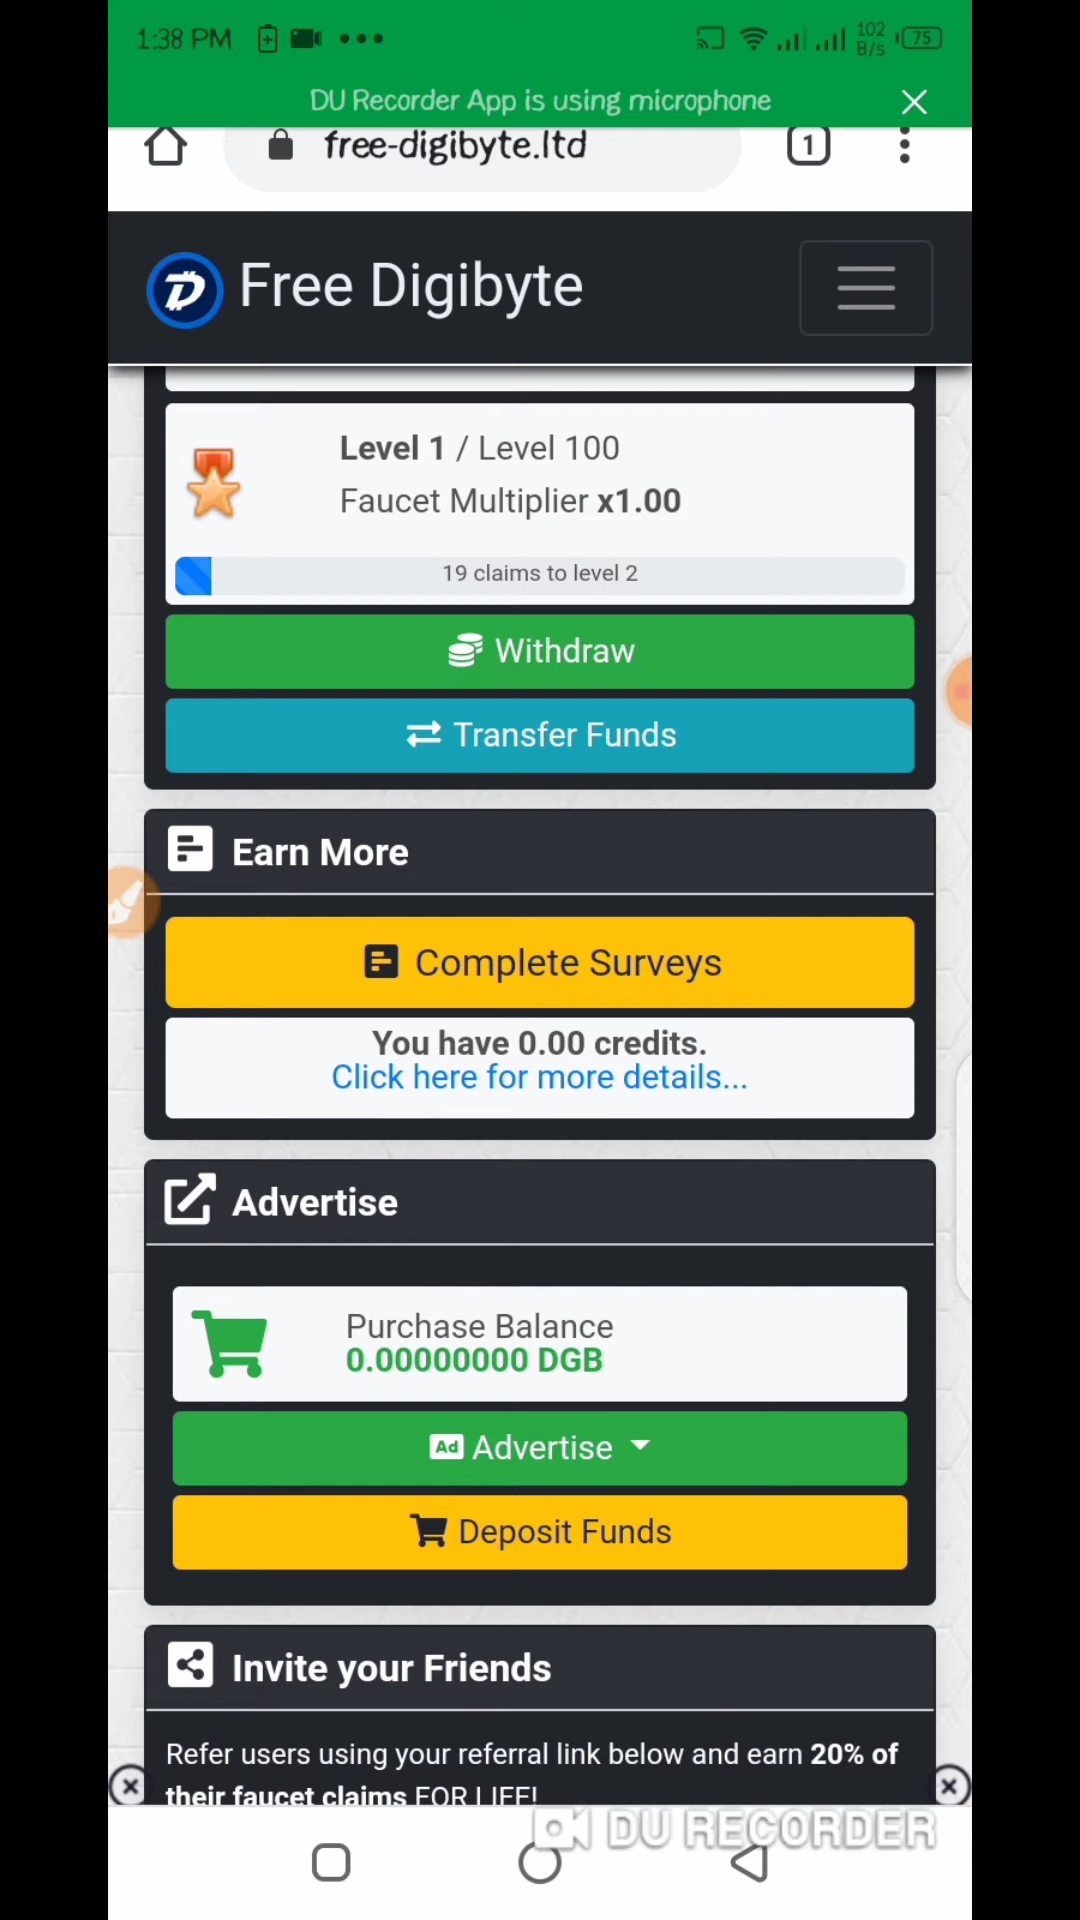 1:38 PM
102
B/s
75
DU Recorder App is using microphone
free-digibyte.ltd
1
Free Digibyte
Level 1 / Level 100
Faucet Multiplier x1.00
19 claims to level 2
Withdraw
Transfer Funds
Earn More
Complete Surveys
You have 0.00 credits.
Click here for more details...
Advertise
Purchase Balance
0.00000000 DGB
Ad Advertise
Deposit Funds
Invite your Friends
Refer users using your referral link below and earn 20% of
their faucet claims FOR LIFE!
DU RECORDER